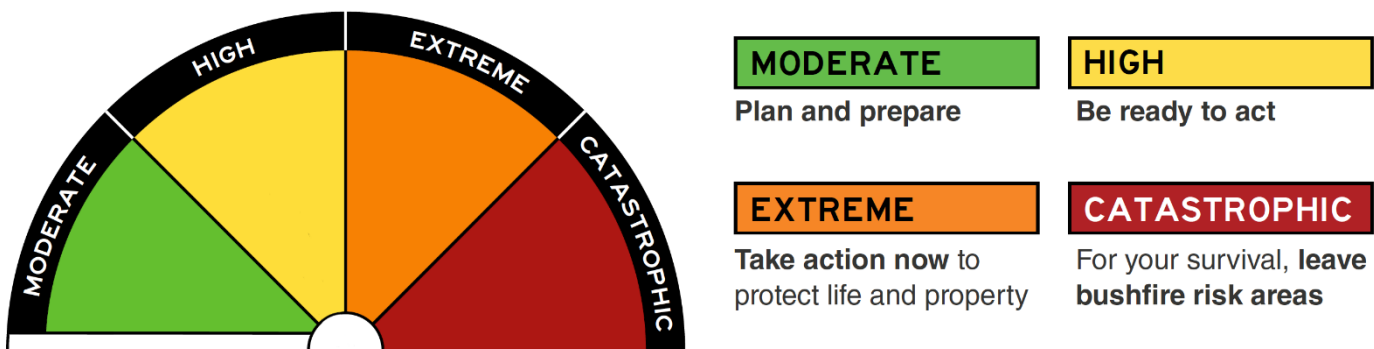 MODERATE
HIGH
EXTREME
CATASTROPHIC
MODERATE
Plan and prepare
HIGH
Be ready to act
EXTREME
Take action now to
protect life and property
CATASTROPHIC
For your survival, leave
bushfire risk areas